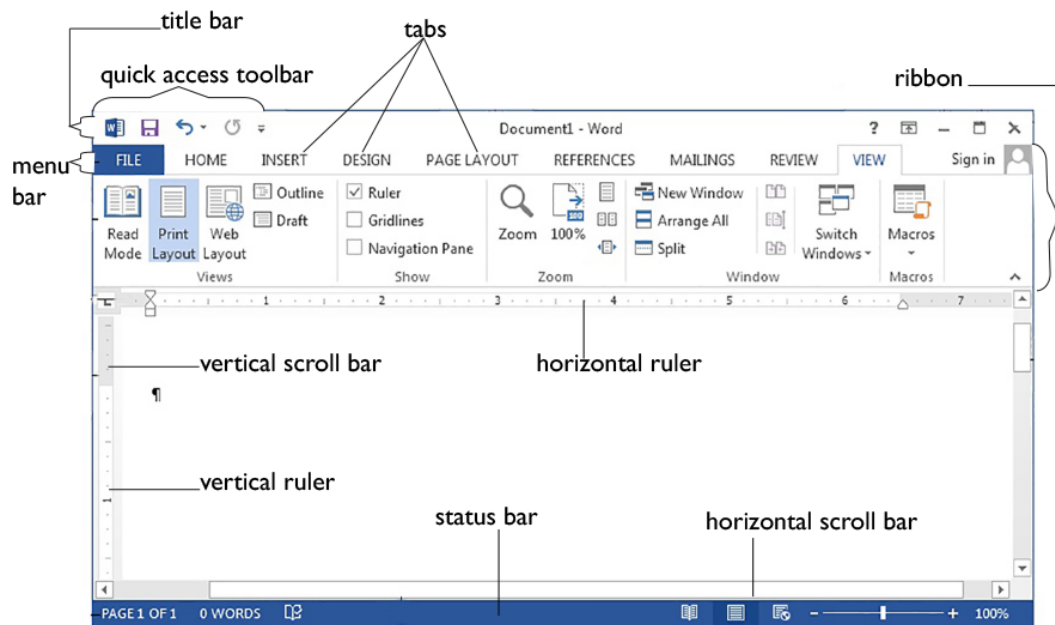 title bar
tabs
quick access toolbar
ribbon
Document1 - Word
?
menu bar
FILE HOME INSERT DESIGN PAGE LAYOUT REFERENCES MAILINGS REVIEW VIEW Sign in
Read Mode
Print Layout
Web Layout
Outline
Draft
Views
Ruler
Gridlines
Navigation Pane
Show
Zoom
100
100%
Zoom
New Window
Arrange All
Split
Switch Windows
Window
Macros
Macros
L 1 2 3 4 5 6 7
vertical scroll bar
horizontal ruler
¶
vertical ruler
1
status bar
horizontal scroll bar
PAGE 1 OF 1 0 WORDS - + 100%